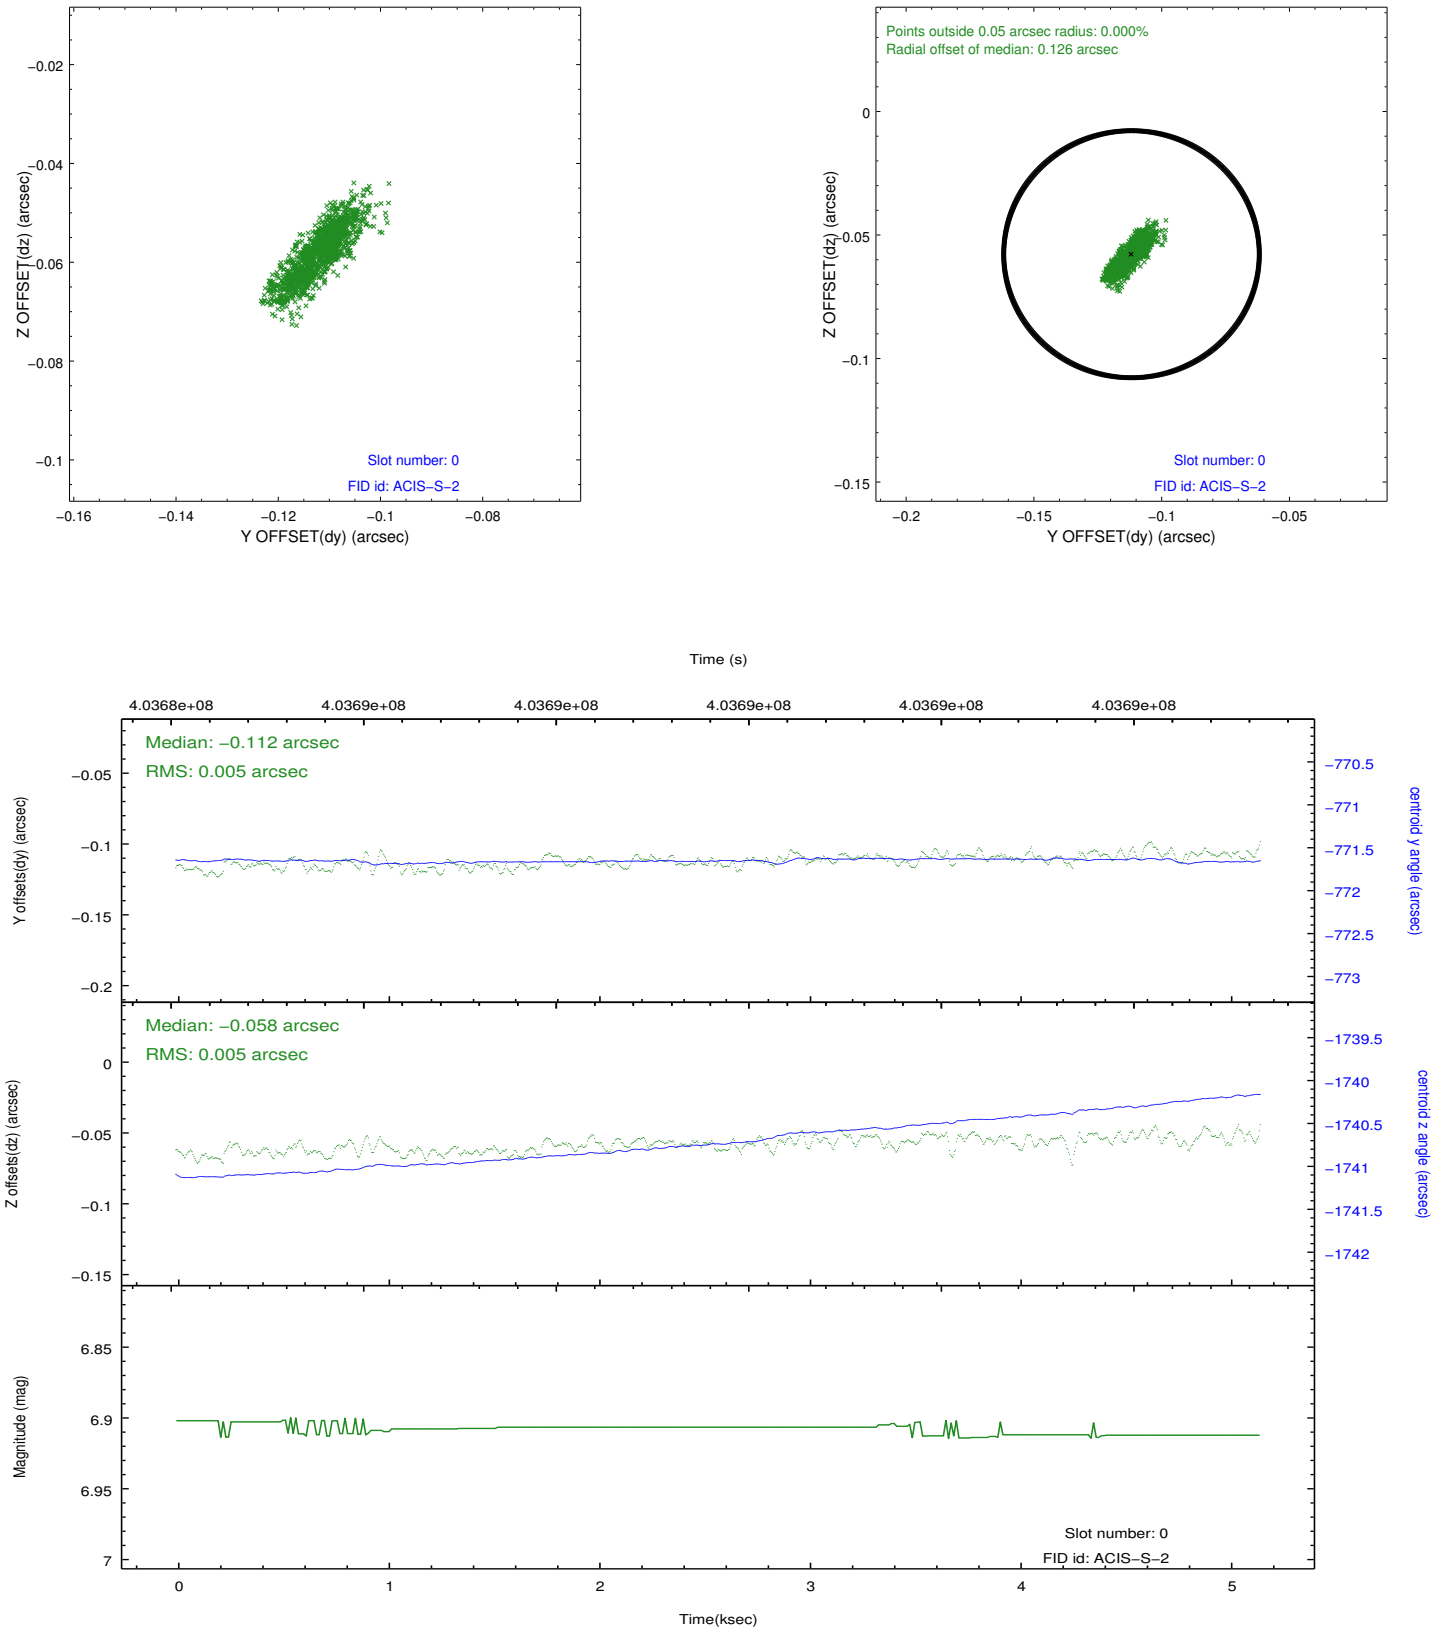 −0.02
−0.04
−0.06
−0.08
−0.1
Z OFFSET(dz) (arcsec)
Slot number: 0
FID id: ACIS−S−2
−0.16
−0.14
−0.12
−0.1
−0.08
Y OFFSET(dy) (arcsec)
Points outside 0.05 arcsec radius: 0.000%
Radial offset of median: 0.126 arcsec
0
−0.05
−0.1
−0.15
Z OFFSET(dz) (arcsec)
Slot number: 0
FID id: ACIS−S−2
−0.2
−0.15
−0.1
−0.05
Y OFFSET(dy) (arcsec)
Time (s)
4.0368e+08
4.0369e+08
4.0369e+08
4.0369e+08
4.0369e+08
4.0369e+08
Median: −0.112 arcsec
RMS: 0.005 arcsec
−0.05
−0.1
−0.15
−0.2
Y offsets(dy) (arcsec)
−770.5
−771
−771.5
−772
−772.5
−773
centroid y angle (arcsec)
Median: −0.058 arcsec
RMS: 0.005 arcsec
0
−0.05
−0.1
−0.15
Z offsets(dz) (arcsec)
−1739.5
−1740
−1740.5
−1741
−1741.5
−1742
centroid z angle (arcsec)
6.85
6.9
6.95
7
Magnitude (mag)
Slot number: 0
FID id: ACIS−S−2
0
1
2
3
4
5
Time(ksec)